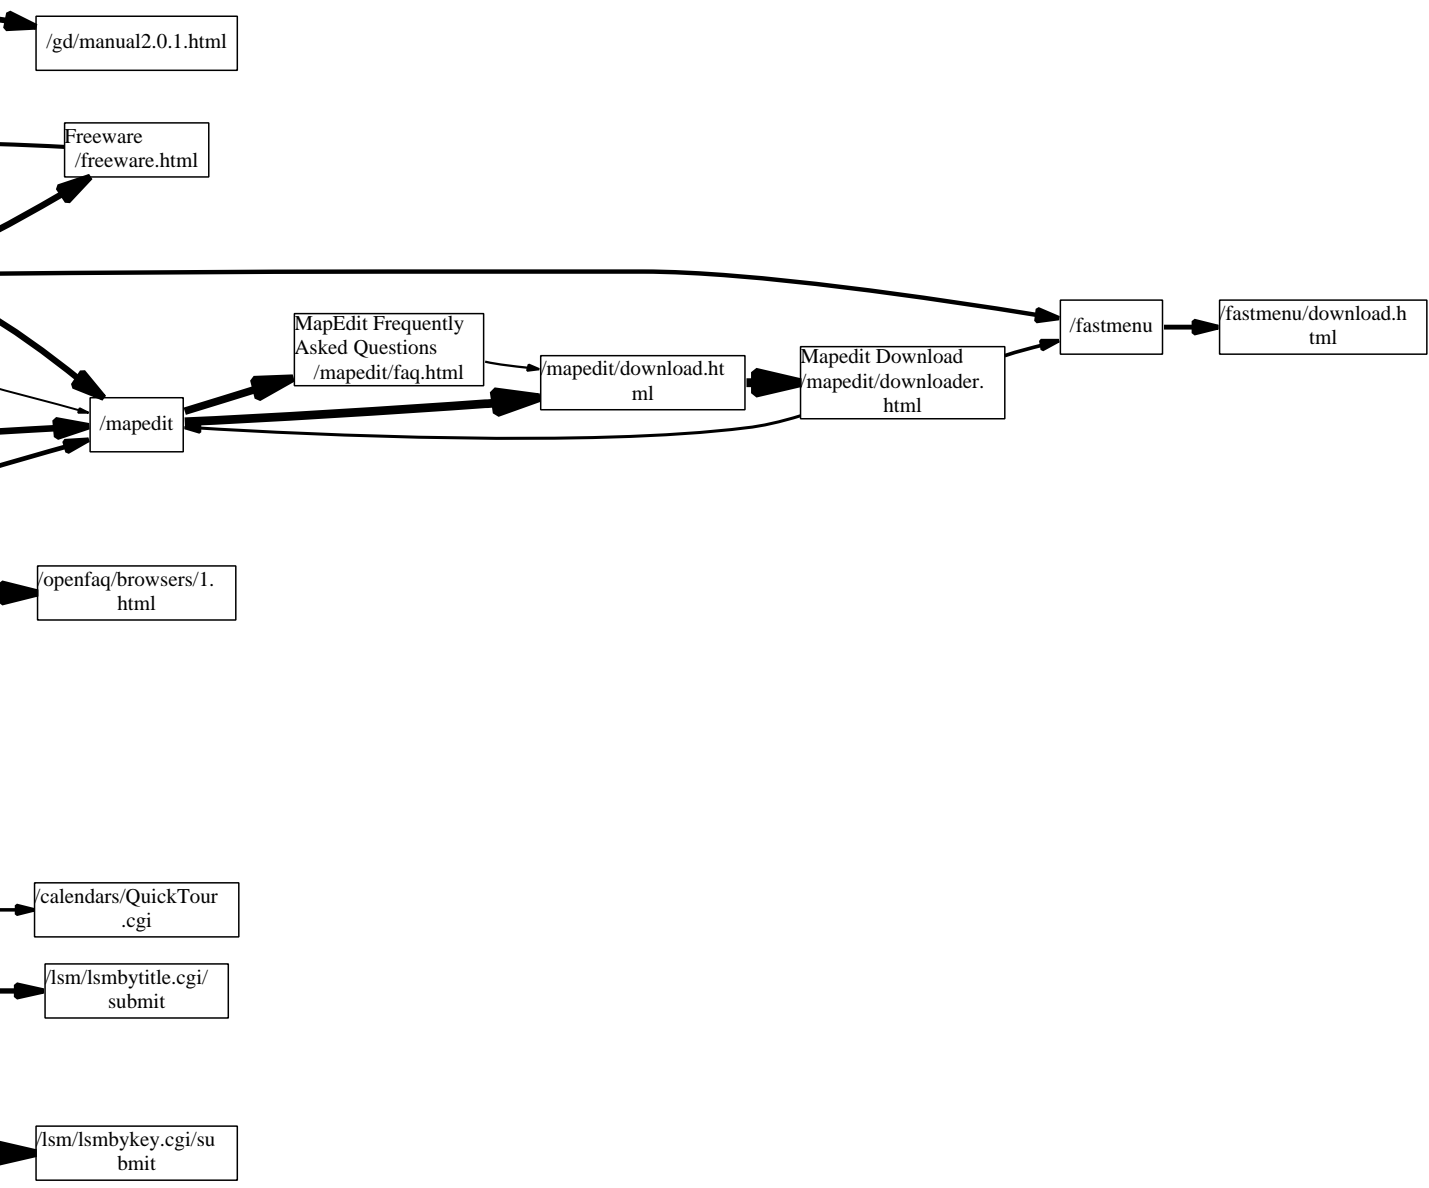 /gd/manual2.0.1.html
Freeware
/freeware.html
MapEdit Frequently
Asked Questions
/mapedit/faq.html
/mapedit/download.ht
ml
Mapedit Download
/mapedit/downloader.
html
/fastmenu
/fastmenu/download.h
tml
/mapedit
/openfaq/browsers/1.
html
/calendars/QuickTour
.cgi
/lsm/lsmbytitle.cgi/
submit
/lsm/lsmbykey.cgi/su
bmit